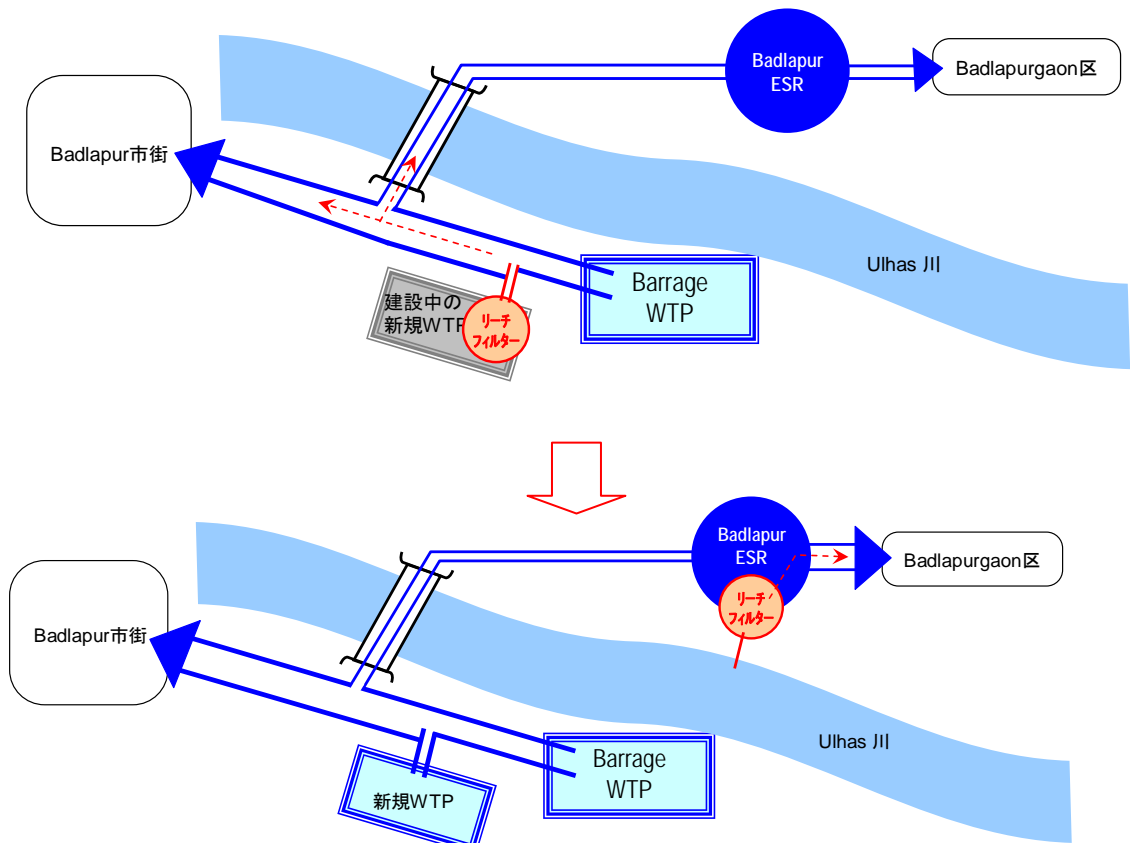 Badlapur
ESR
Badlapurgaon区
Badlapur市街
Ulhas 川
Barrage
WTP
建設中の
新規WTP
リーチ
フィルター
Badlapur
ESR
Badlapurgaon区
リーチ
フィルター
Badlapur市街
Ulhas 川
Barrage
WTP
新規WTP